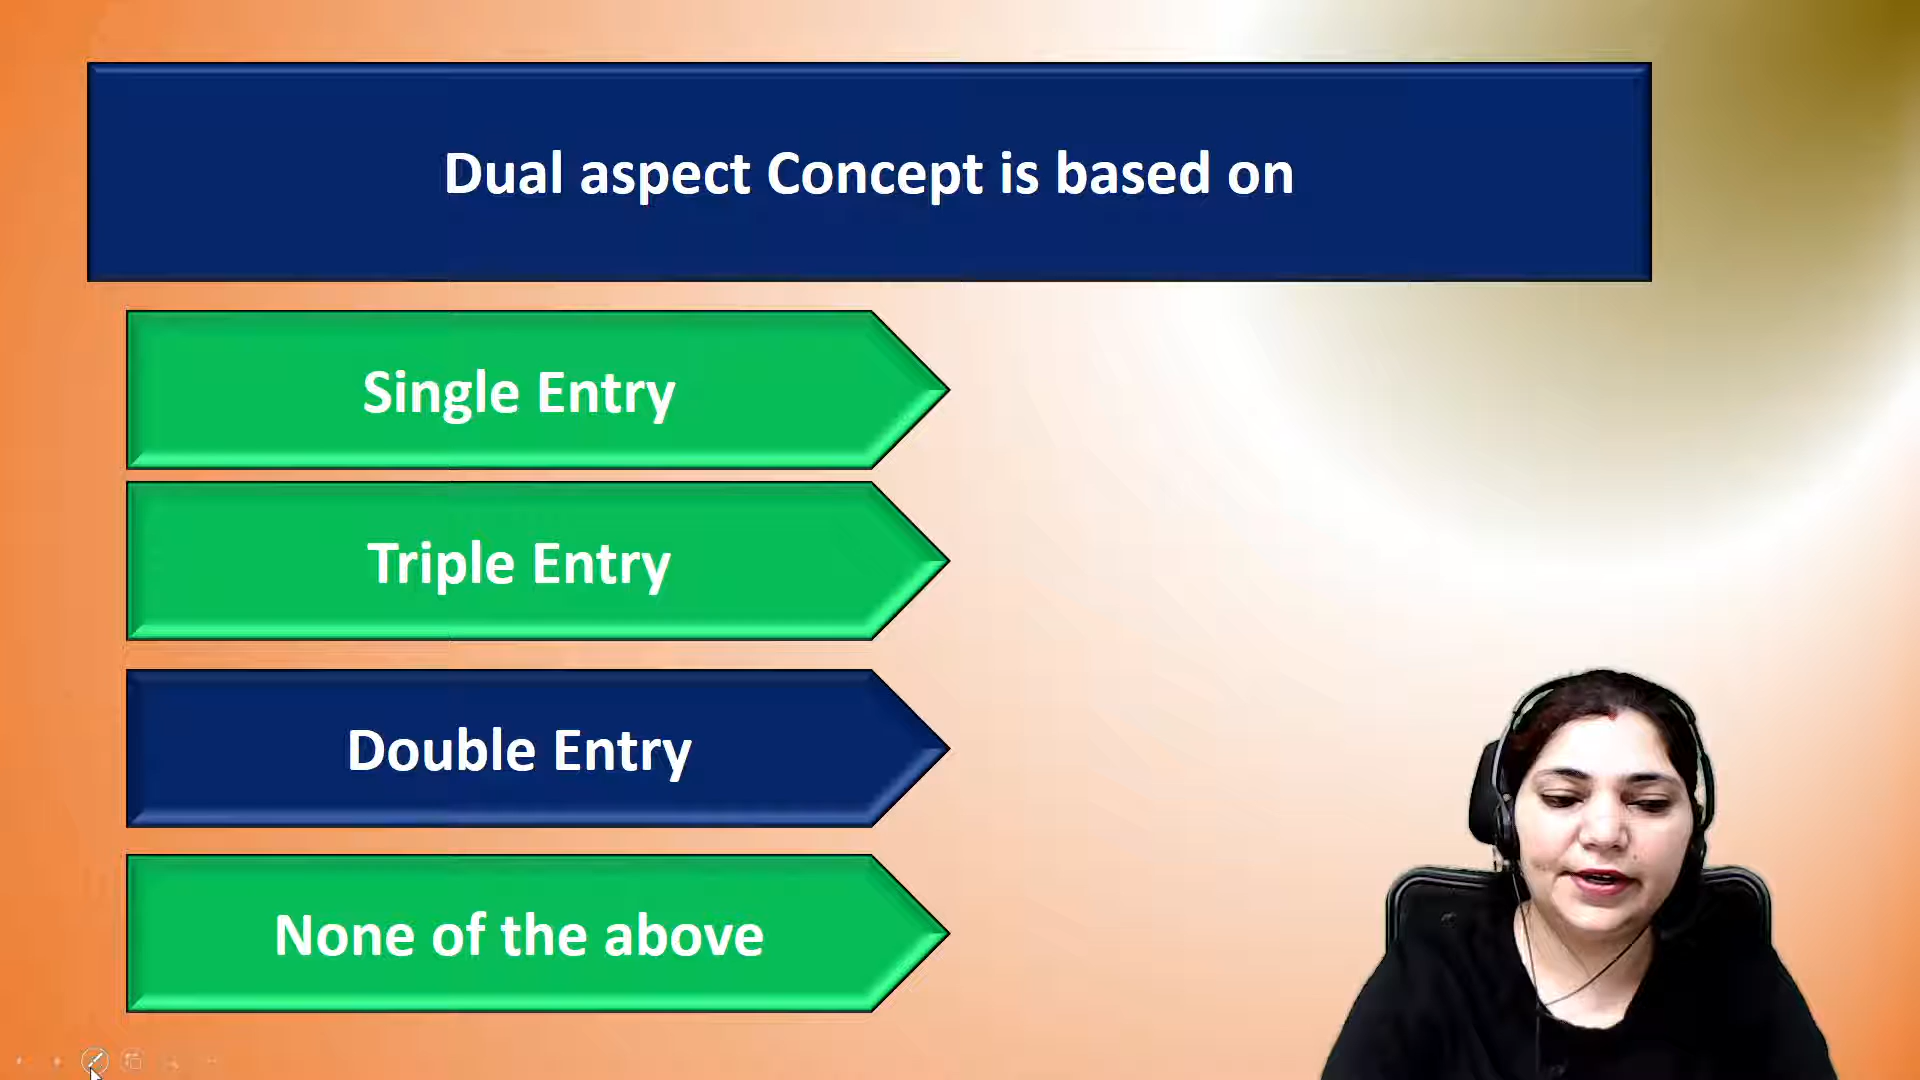 Dual aspect Concept is based on
Single Entry
Triple Entry
Double Entry
None of the above